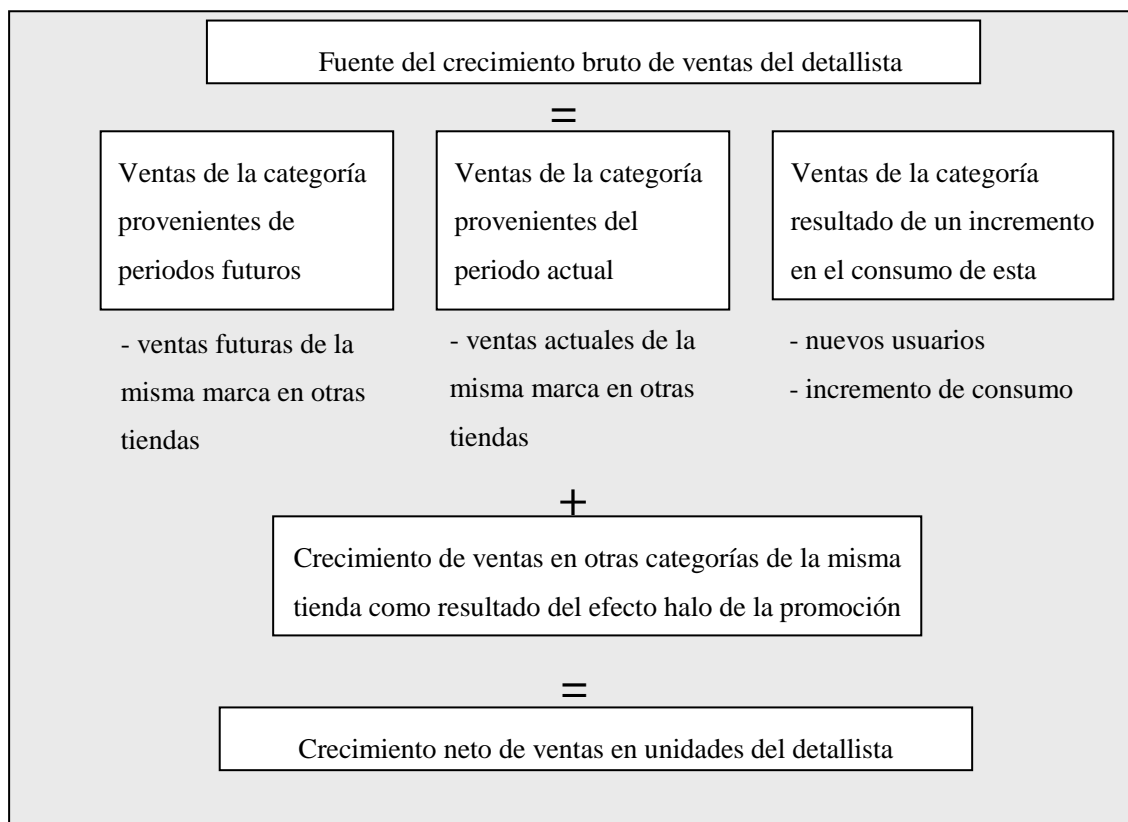 Fuente del crecimiento bruto de ventas del detallista
=
Ventas de la categoría
provenientes de
periodos futuros
- ventas futuras de la
misma marca en otras
tiendas
Ventas de la categoría
provenientes del
periodo actual
- ventas actuales de la
misma marca en otras
tiendas
Ventas de la categoría
resultado de un incremento
en el consumo de esta
- nuevos usuarios
- incremento de consumo
+
Crecimiento de ventas en otras categorías de la misma
tienda como resultado del efecto halo de la promoción
=
Crecimiento neto de ventas en unidades del detallista